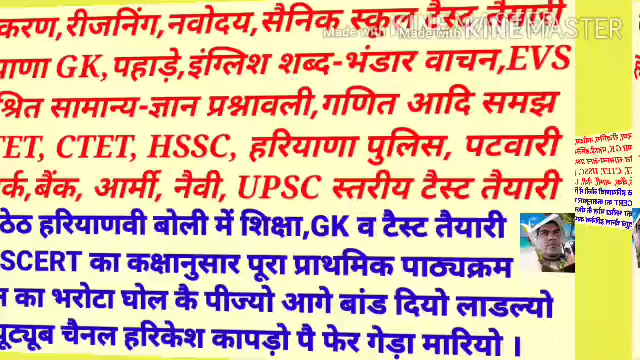 करण,रीजनिंग,नवोदय,सैनिक स्कूल टैस्ट तैयारी
Made with KINEMASTER
याणा GK,पहाड़े,इंग्लिश शब्द-भंडार वाचन,EVS
श्रित सामान्य-ज्ञान प्रश्नावली,गणित आदि समझ
TET, CTET, HSSC, हरियाणा पुलिस, पटवारी
र्क,बैंक, आर्मी, नैवी, UPSC स्तरीय टैस्ट तैयारी
ठेठ हरियाणवी बोली में शिक्षा,GK व टैस्ट तैयारी
SCERT का कक्षानुसार पूरा प्राथमिक पाठ्यक्रम
का भरोटा घोल कै पीज्यो आगे बांड दियो लाडल्यो
यूट्यूब चैनल हरिकेश कापड़ो पै फेर गेड़ा मारियो ।